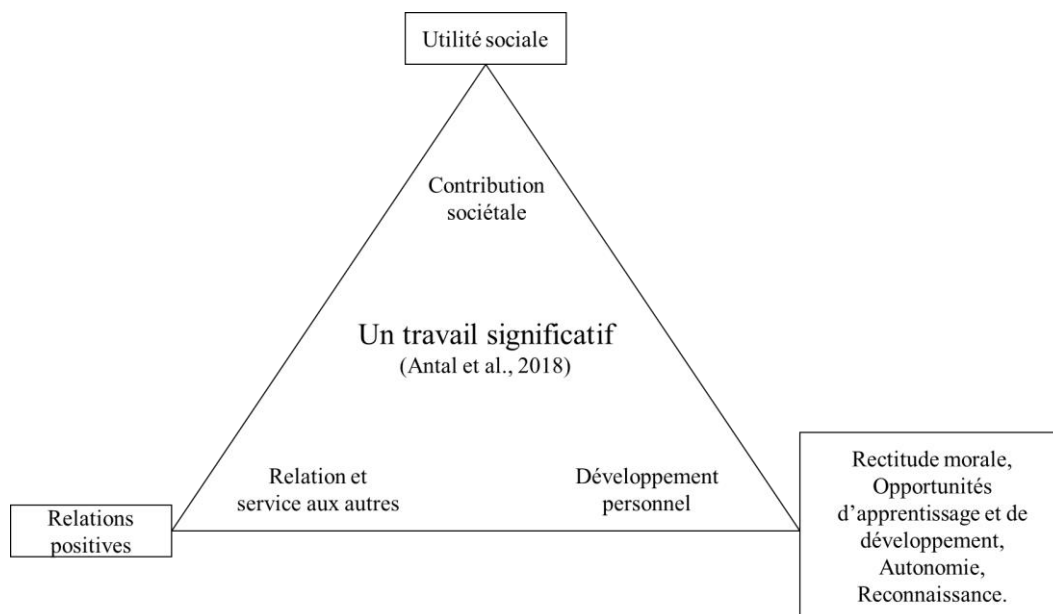 Utilité sociale
Contribution
sociétale
Un travail significatif
(Antal et al., 2018)
Relation et
service aux autres
Développement
personnel
Relations
positives
Rectitude morale,
Opportunités
d’apprentissage et de
développement,
Autonomie,
Reconnaissance.